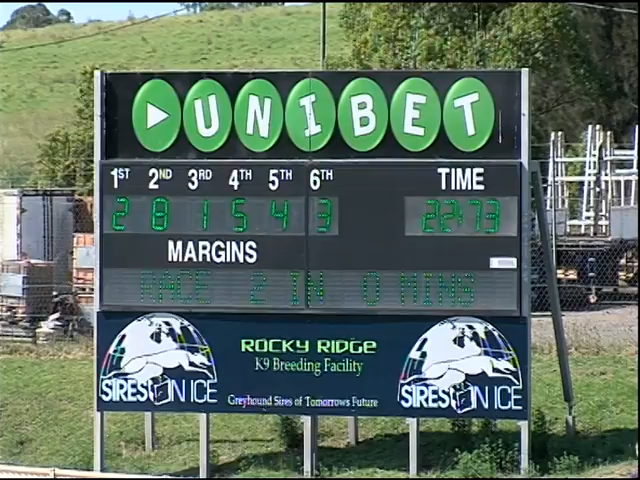 UNIBET
1ST 2ND 3RD 4TH 5TH 6TH TIME
2 8 1 5 4 3 22.73
MARGINS
RACE 2 IN 0 MINS
ROCKY RIDGE
K9 Breeding Facility
SIRES ON ICE
Greyhound Sires of Tomorrows Future
SIRES ON ICE